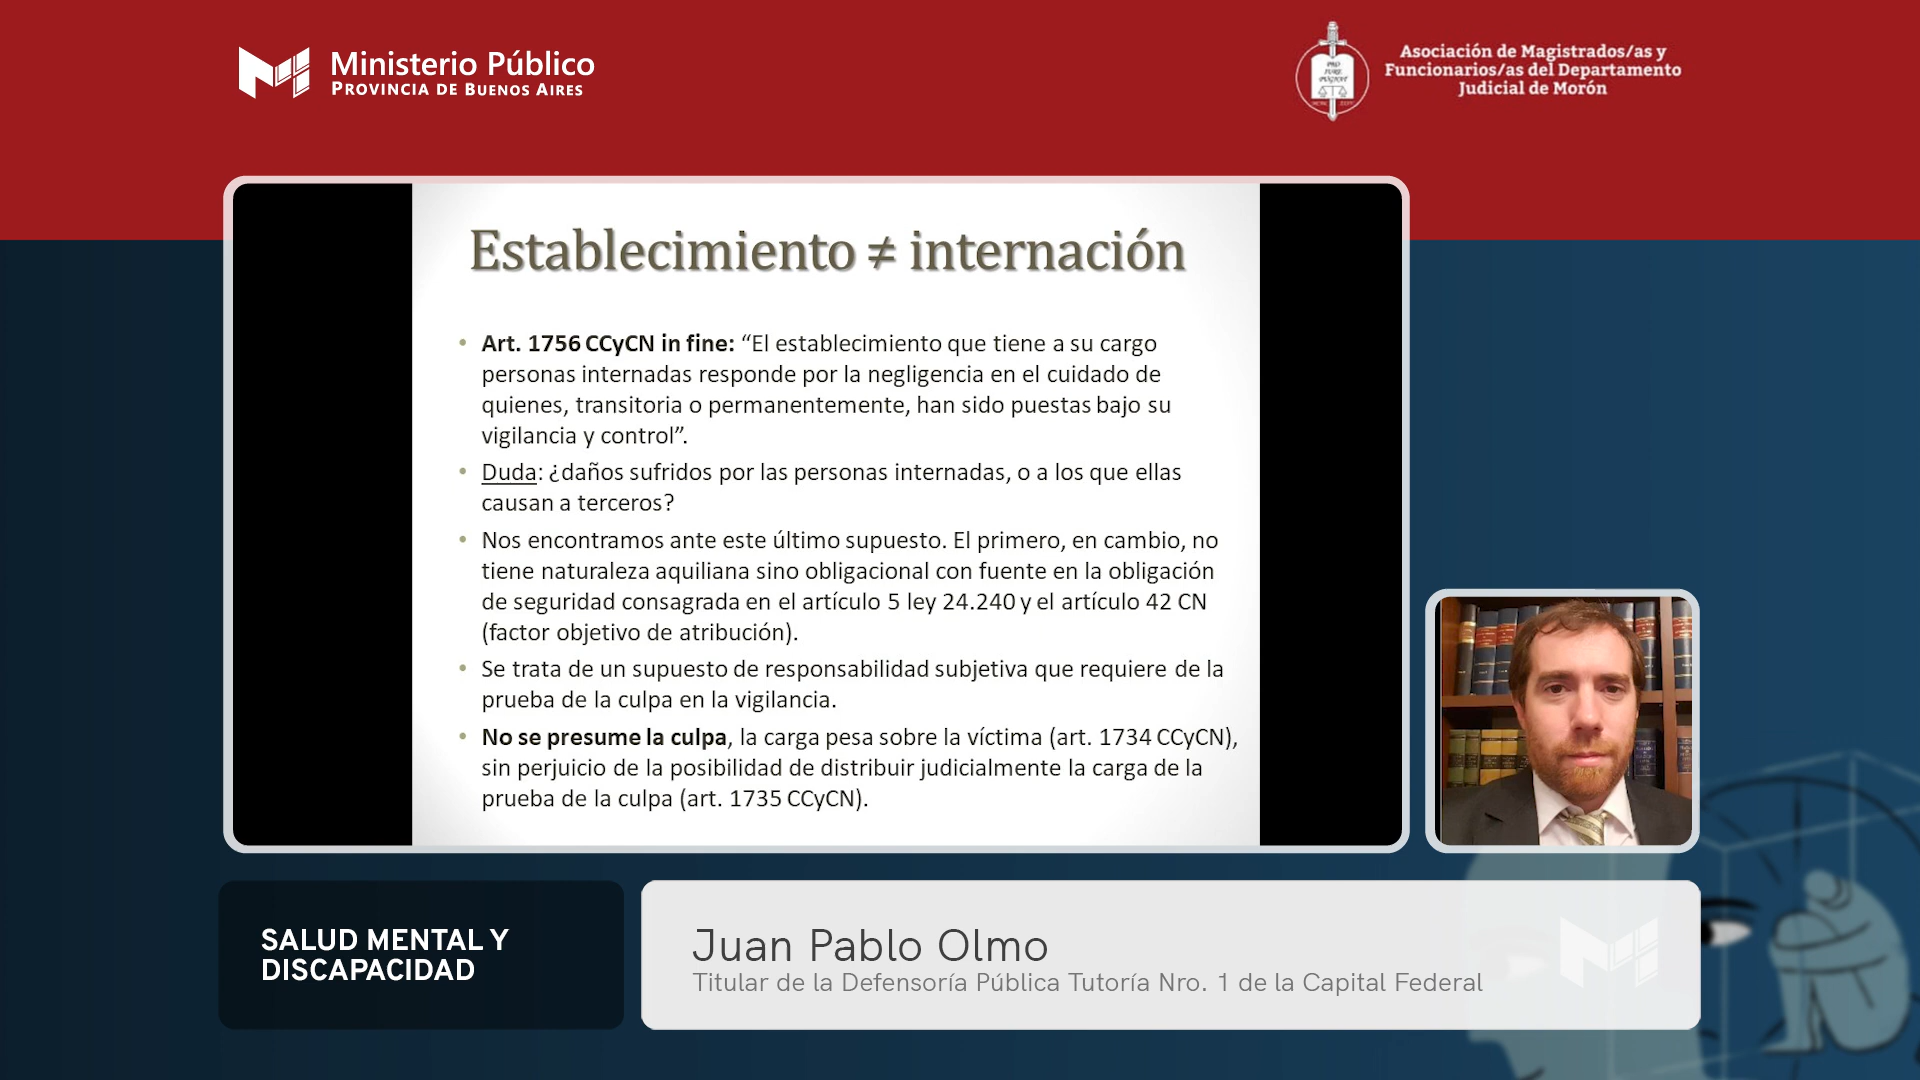 Ministerio Público
PROVINCIA DE BUENOS AIRES
Asociación de Magistrados/as y
Funcionarios/as del Departamento
Judicial de Morón
Establecimiento ≠ internación
• Art. 1756 CCyCN in fine: “El establecimiento que tiene a su cargo
personas internadas responde por la negligencia en el cuidado de
quienes, transitoria o permanentemente, han sido puestas bajo su
vigilancia y control”.
• Duda: ¿daños sufridos por las personas internadas, o a los que ellas
causan a terceros?
• Nos encontramos ante este último supuesto. El primero, en cambio, no
tiene naturaleza aquiliana sino obligacional con fuente en la obligación
de seguridad consagrada en el artículo 5 ley 24.240 y el artículo 42 CN
(factor objetivo de atribución).
• Se trata de un supuesto de responsabilidad subjetiva que requiere de la
prueba de la culpa en la vigilancia.
• No se presume la culpa, la carga pesa sobre la víctima (art. 1734 CCyCN),
sin perjuicio de la posibilidad de distribuir judicialmente la carga de la
prueba de la culpa (art. 1735 CCyCN).
SALUD MENTAL Y
DISCAPACIDAD
Juan Pablo Olmo
Titular de la Defensoría Pública Tutoría Nro. 1 de la Capital Federal